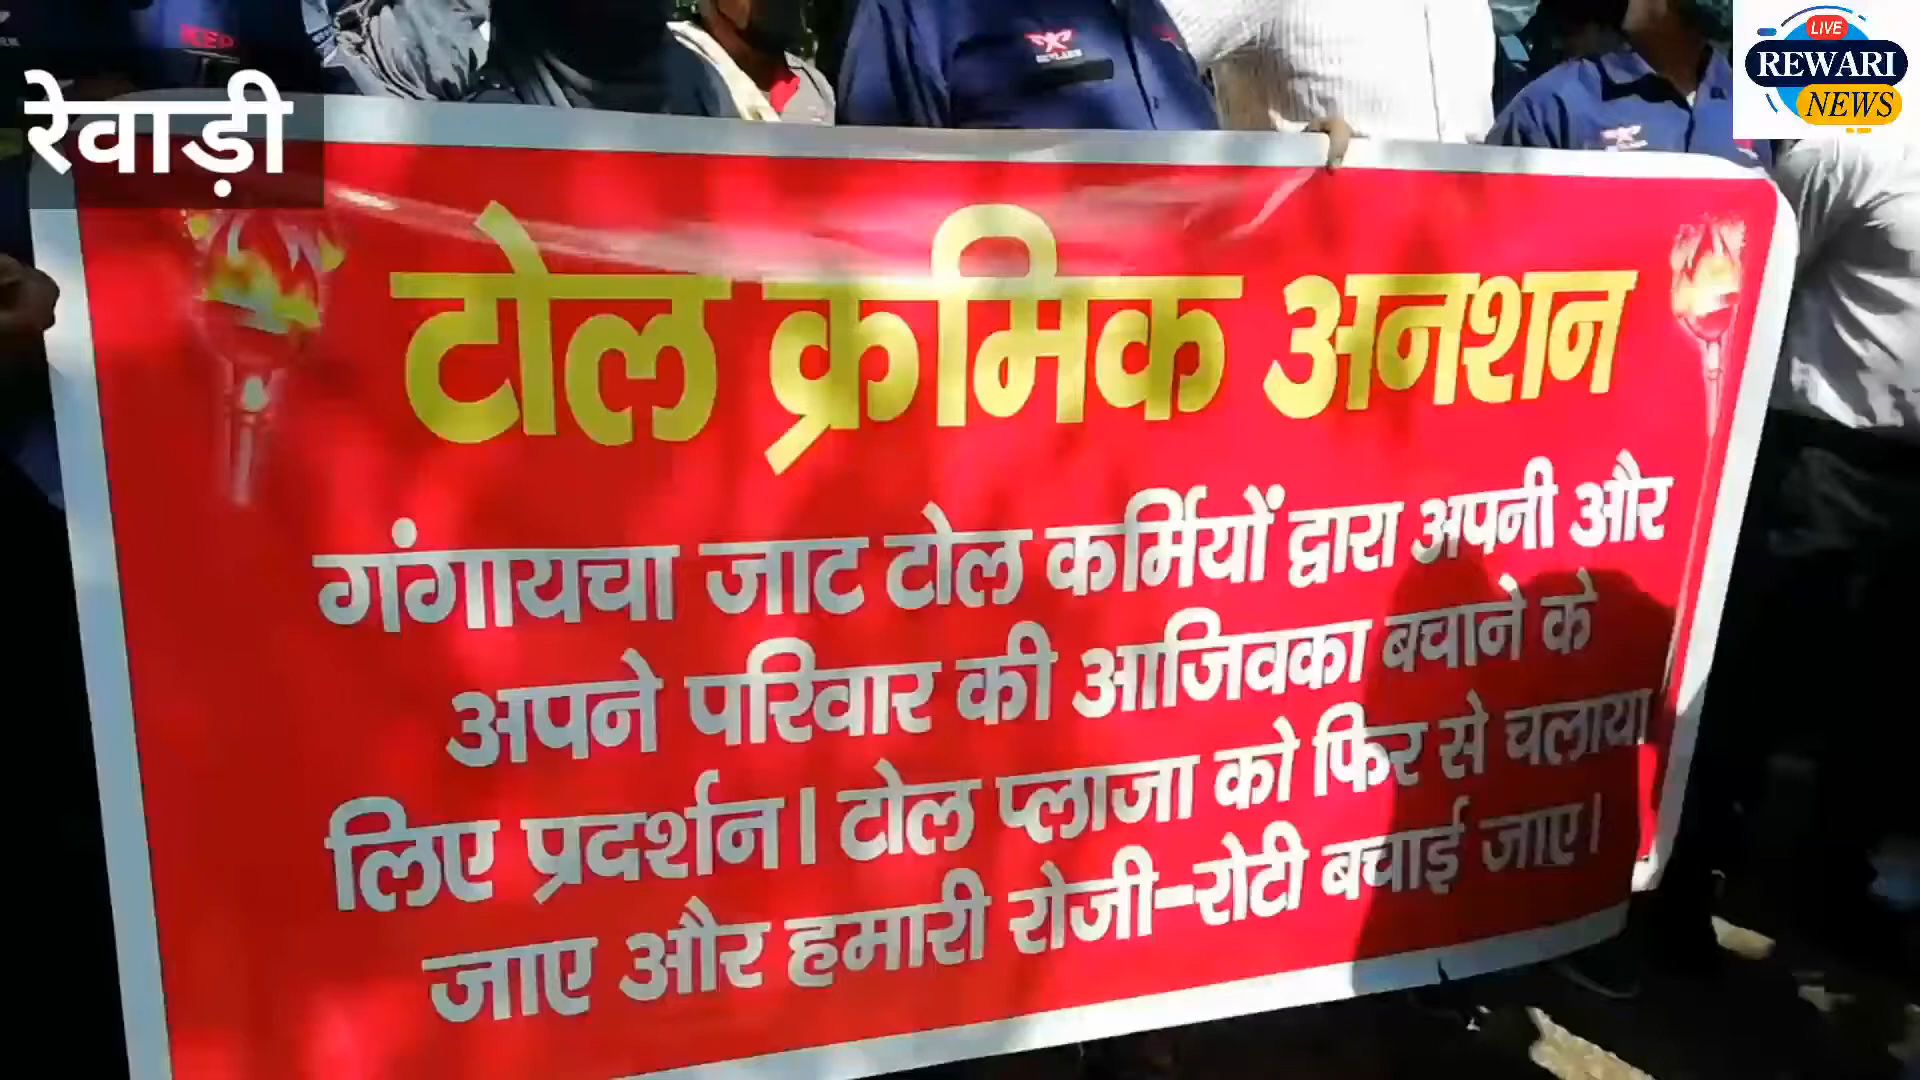 रेवाड़ी
LIVE
REWARI
NEWS
टोल क्रमिक अनशन
गंगायचा जाट टोल कर्मियों द्वारा अपनी और
अपने परिवार की आजिवका बचाने के
लिए प्रदर्शन। टोल प्लाजा को फिर से चलाया
जाए और हमारी रोजी-रोटी बचाई जाए।